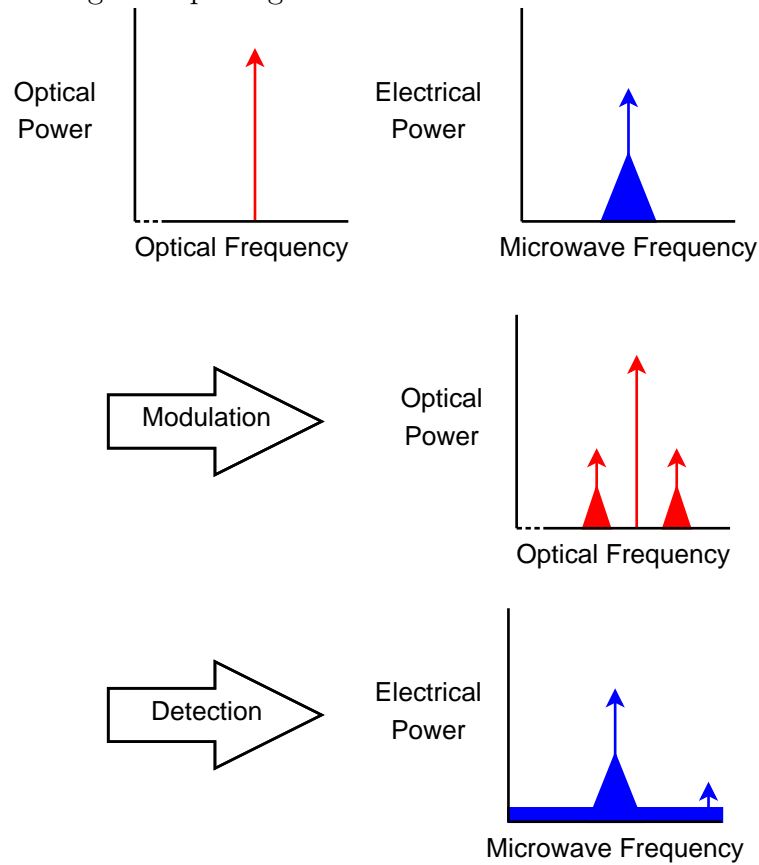 Optical
Power
Optical Frequency
Electrical
Power
Microwave Frequency
Modulation
Optical
Power
Optical Frequency
Detection
Electrical
Power
Microwave Frequency